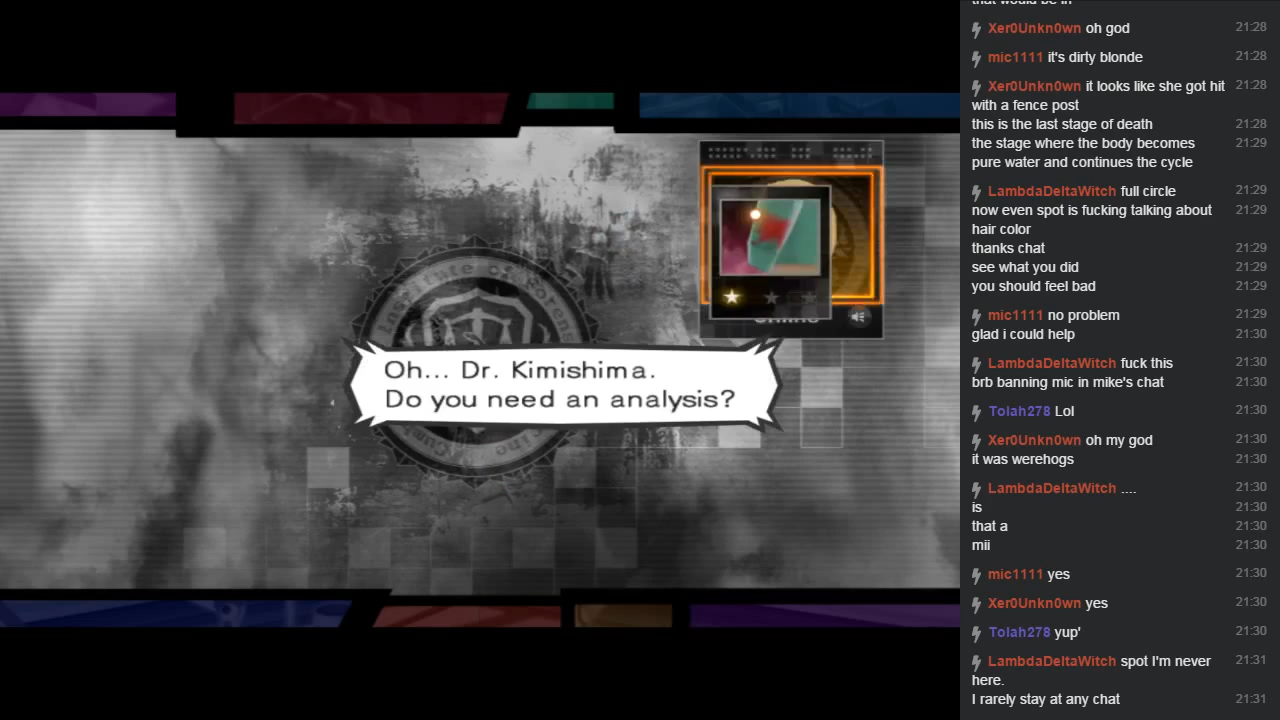 Oh... Dr. Kimishima.
Do you need an analysis?
that would be in
Xer0Unkn0wn oh god 21:28
mic1111 it's dirty blonde 21:28
Xer0Unkn0wn it looks like she got hit 21:28
with a fence post
this is the last stage of death 21:28
the stage where the body becomes 21:29
pure water and continues the cycle
LambdaDeltaWitch full circle 21:29
now even spot is fucking talking about 21:29
hair color
thanks chat 21:29
see what you did 21:29
you should feel bad 21:29
mic1111 no problem 21:29
glad i could help 21:30
LambdaDeltaWitch fuck this 21:30
brb banning mic in mike's chat 21:30
Tolah278 Lol 21:30
Xer0Unkn0wn oh my god 21:30
it was werehogs 21:30
LambdaDeltaWitch .... 21:30
is 21:30
that a 21:30
mii 21:30
mic1111 yes 21:30
Xer0Unkn0wn yes 21:30
Tolah278 yup' 21:30
LambdaDeltaWitch spot I'm never 21:31
here.
I rarely stay at any chat 21:31